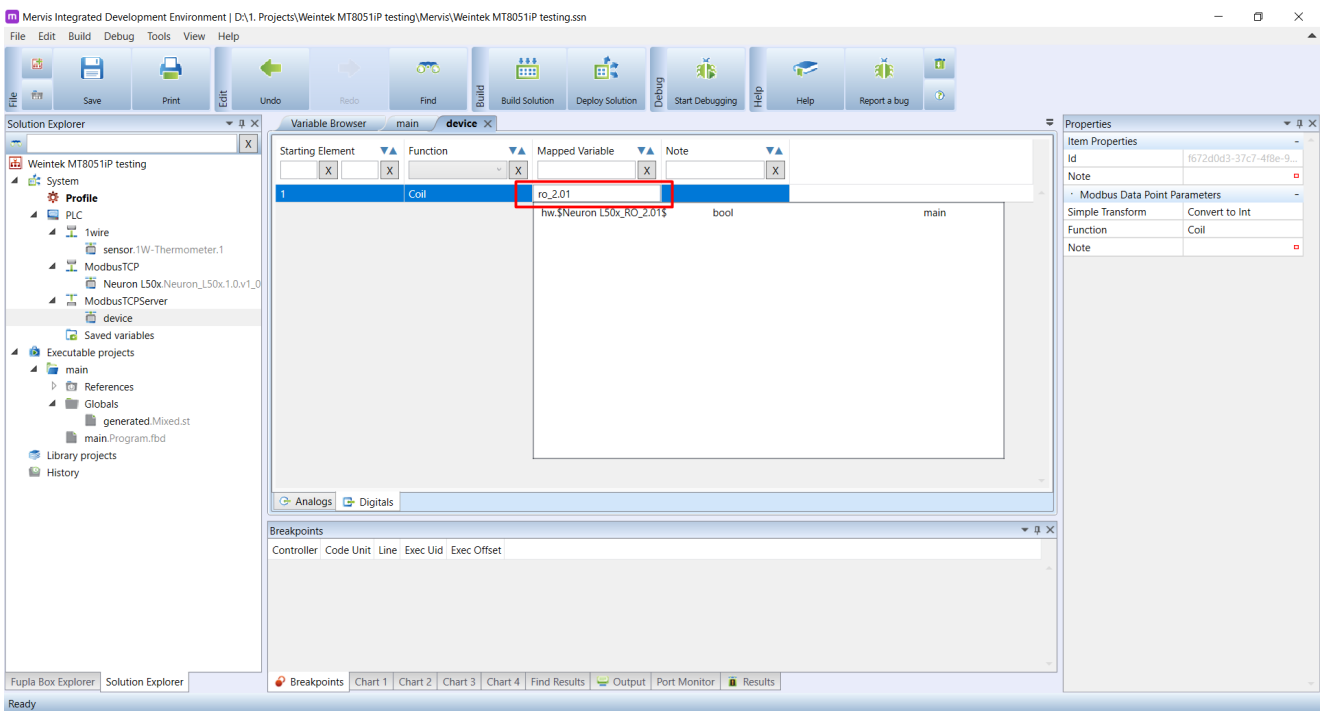 m Mervis Integrated Development Environment | D:\1. Projects\Weintek MT8051iP testing\Mervis\Weintek MT8051iP testing.ssn
File Edit Build Debug Tools View Help
File Save Print Edit Undo Redo Find Build Build Solution Deploy Solution Debug Start Debugging Help Help Report a bug
Solution Explorer
X
Weintek MT8051iP testing
System
Profile
PLC
1wire
sensor.1W-Thermometer.1
ModbusTCP
Neuron L50x.Neuron_L50x.1.0.v1_0
ModbusTCPServer
device
Saved variables
Executable projects
main
References
Globals
generated.Mixed.st
main.Program.fbd
Library projects
History
Fupla Box Explorer Solution Explorer
Variable Browser main device
Starting Element Function Mapped Variable Note
X X X X X
1 Coil ro_2.01
hw.$Neuron L50x_RO_2.01$ bool main
Analogs Digitals
Breakpoints
Controller Code Unit Line Exec Uid Exec Offset
Breakpoints Chart 1 Chart 2 Chart 3 Chart 4 Find Results Output Port Monitor Results
Properties
Item Properties
Id f672d0d3-37c7-4f8e-9...
Note
Modbus Data Point Parameters
Simple Transform Convert to Int
Function Coil
Note
Ready